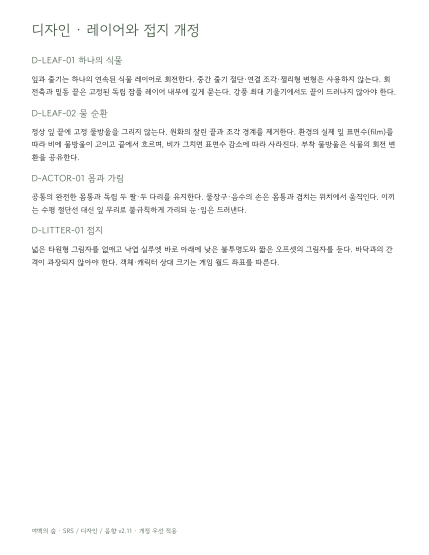 디자인 · 레이어와 접지 개정
D-LEAF-01 하나의 식물
잎과 줄기는 하나의 연속된 식물 레이어로 회전한다. 중간 줄기 절단·연결 조각·젤리형 변형은 사용하지 않는다. 회
전축과 밑동 끝은 고정된 독립 잠플 레이어 내부에 깊게 묻는다. 강풍 최대 기울기에서도 끝이 드러나지 않아야 한다.
D-LEAF-02 물 순환
정상 잎 끝에 고정 물방울을 그리지 않는다. 원화의 잘린 끝과 조각 경계를 제거한다. 환경의 실제 잎 표면수(film)를
따라 비에 물방울이 고이고 끝에서 흐르며, 비가 그치면 표면수 감소에 따라 사라진다. 부착 물방울은 식물의 회전 변
환을 공유한다.
D-ACTOR-01 몸과 가림
공통의 완전한 몸통과 독립 두 팔·두 다리를 유지한다. 물장구·음수의 손은 몸통과 겹치는 위치에서 움직인다. 이끼
는 수평 절단선 대신 잎 무리로 불규칙하게 가리되 눈·입은 드러낸다.
D-LITTER-01 접지
넓은 타원형 그림자를 없애고 낙엽 실루엣 바로 아래에 낮은 불투명도와 짧은 오프셋의 그림자를 둔다. 바닥과의 간
격이 과장되지 않아야 한다. 객체·캐릭터 상대 크기는 게임 월드 좌표를 따른다.
여백의 숲 · SRS / 디자인 / 음향 v2.11 · 개정 우선 적용